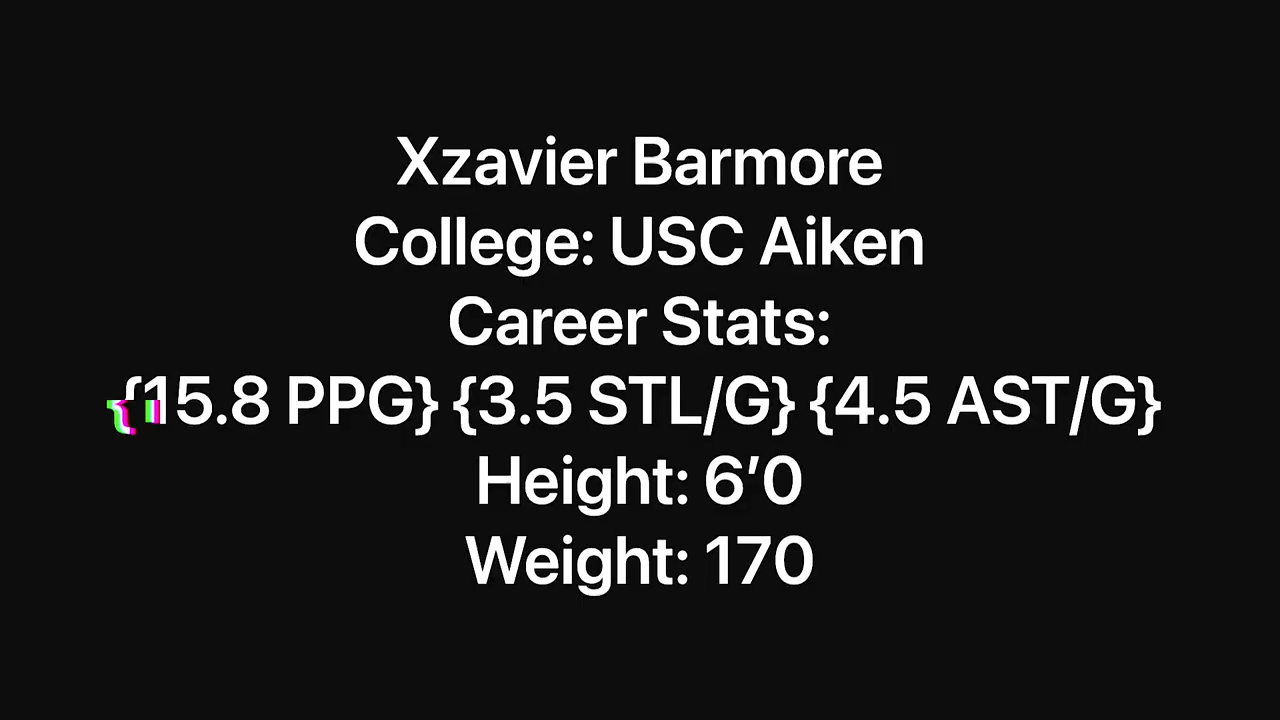 Xzavier Barmore
College: USC Aiken
Career Stats:
{15.8 PPG} {3.5 STL/G} {4.5 AST/G}
Height: 6’0
Weight: 170